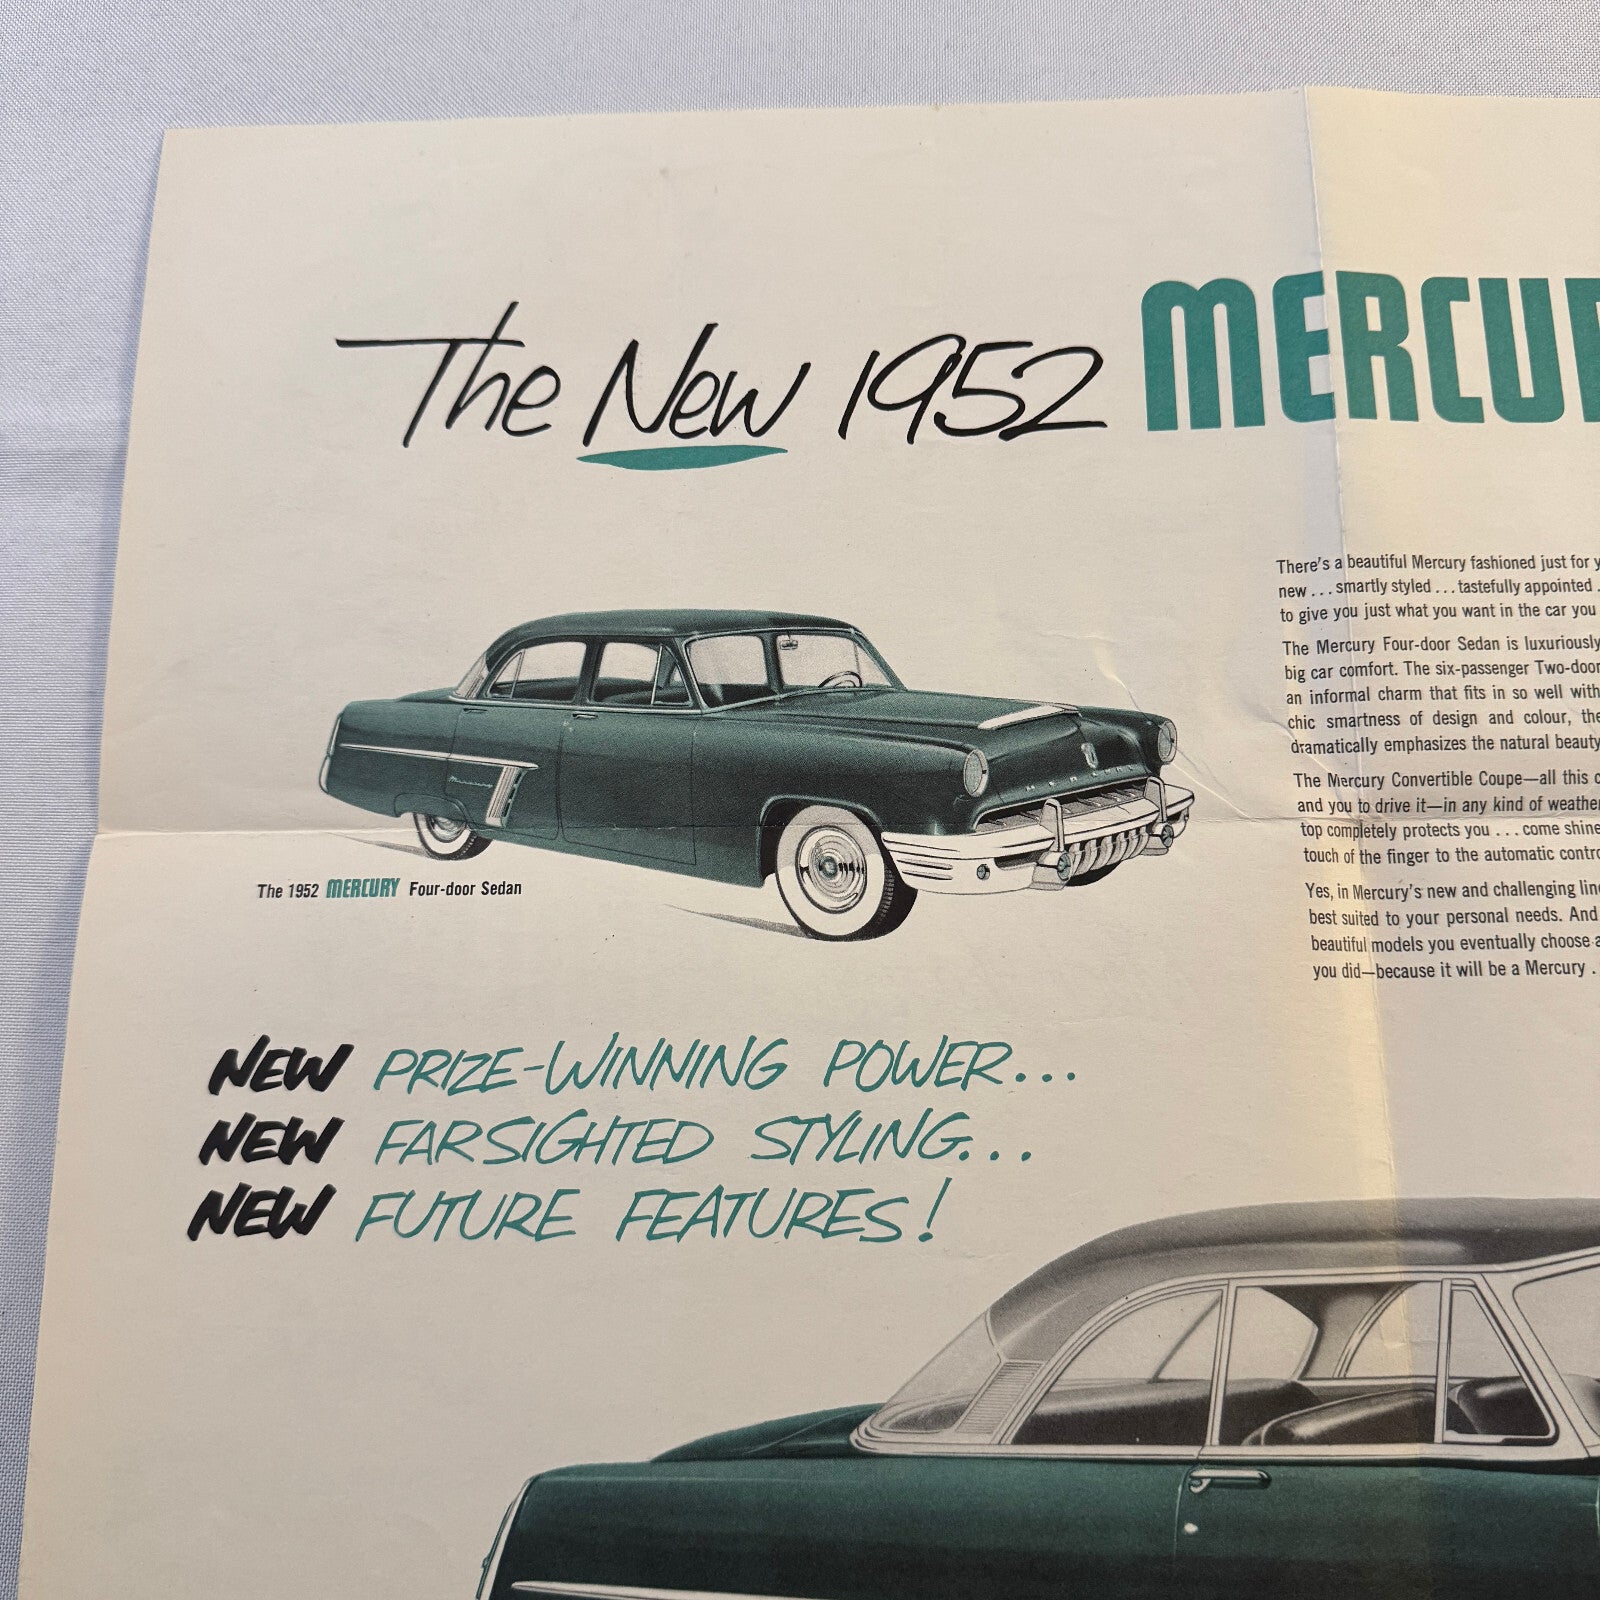 The New 1952 MERCU
There's a beautiful Mercury fashioned just for y
new . . . smartly styled . . . tastefully appointed .
to give you just what you want in the car you
The Mercury Four-door Sedan is luxuriously
big car comfort. The six-passenger Two-door
an informal charm that fits in so well with
chic smartness of design and colour, the
dramatically emphasizes the natural beauty
The Mercury Convertible Coupe—all this c
and you to drive it—in any kind of weather
top completely protects you . . . come shine
touch of the finger to the automatic contro
Yes, in Mercury's new and challenging line
best suited to your personal needs. And
beautiful models you eventually choose a
you did—because it will be a Mercury .
Mercury
MERCURY
The 1952 MERCURY Four-door Sedan
NEW PRIZE-WINNING POWER...
NEW FARSIGHTED STYLING...
NEW FUTURE FEATURES!